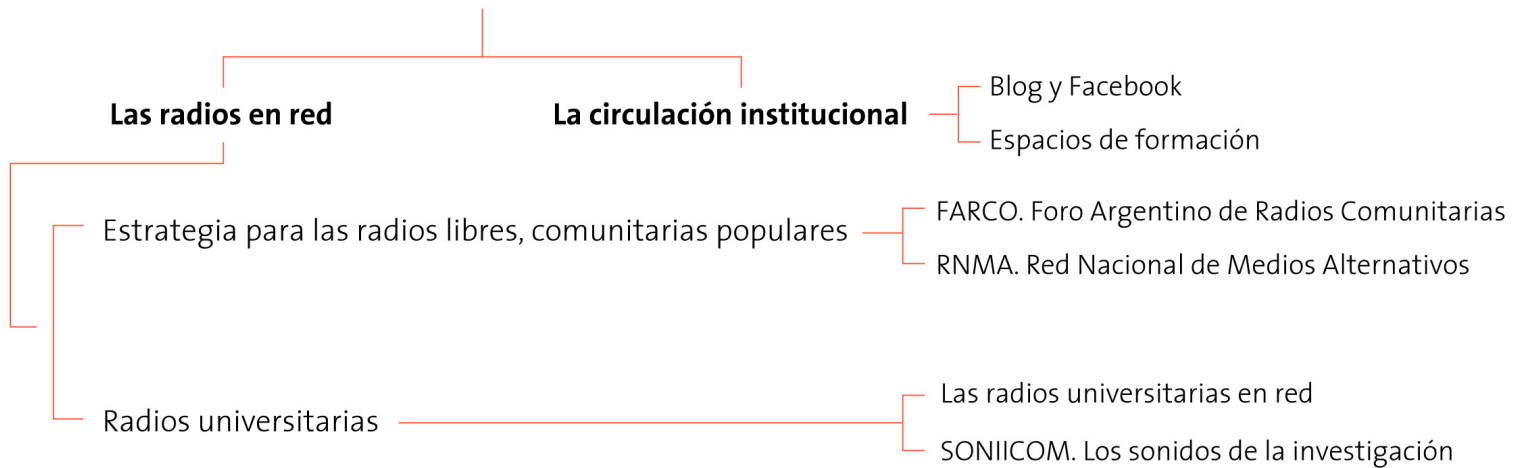 Las radios en red
La circulación institucional
Blog y Facebook
Espacios de formación
Estrategia para las radios libres, comunitarias populares
FARCO. Foro Argentino de Radios Comunitarias
RNMA. Red Nacional de Medios Alternativos
Radios universitarias
Las radios universitarias en red
SONIICOM. Los sonidos de la investigación